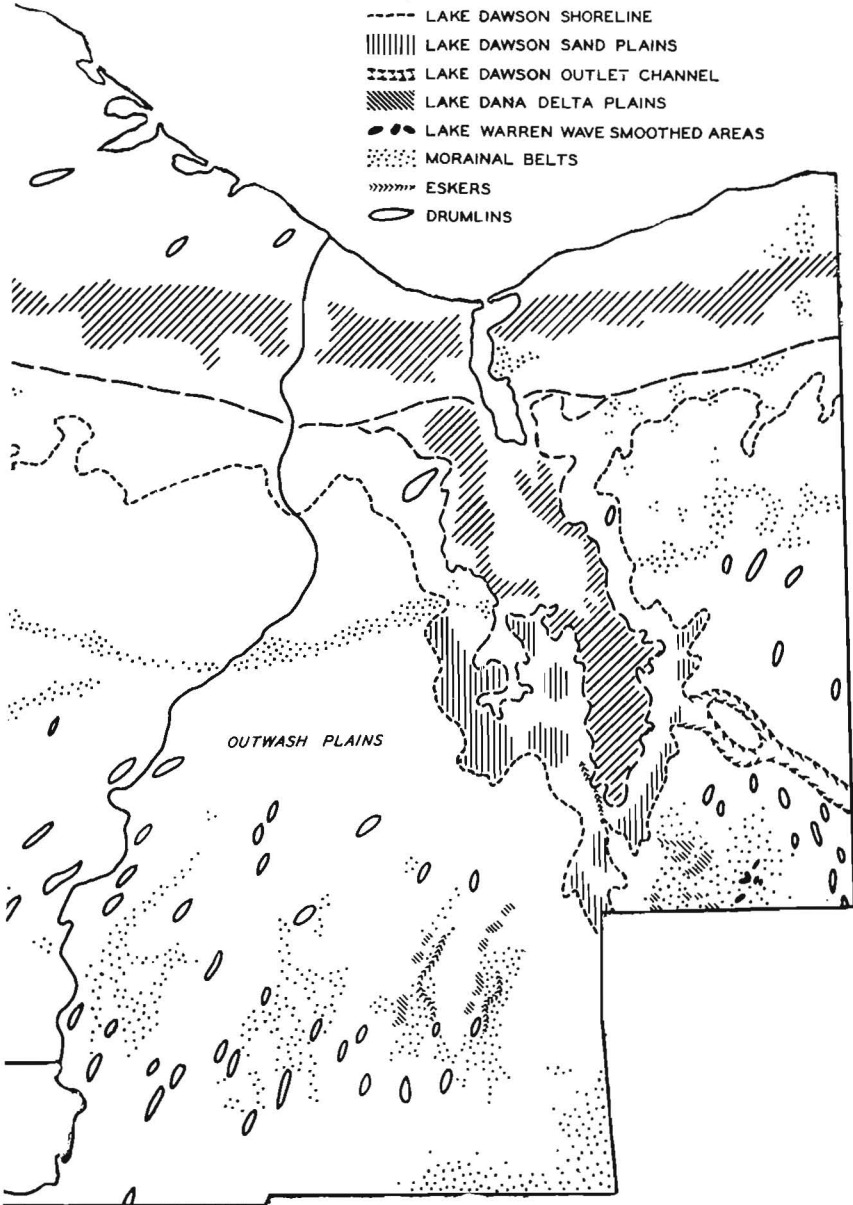 LAKE DAWSON SHORELINE
LAKE DAWSON SAND PLAINS
LAKE DAWSON OUTLET CHANNEL
LAKE DANA DELTA PLAINS
LAKE WARREN WAVE SMOOTHED AREAS
MORAINAL BELTS
ESKERS
DRUMLINS
OUTWASH PLAINS